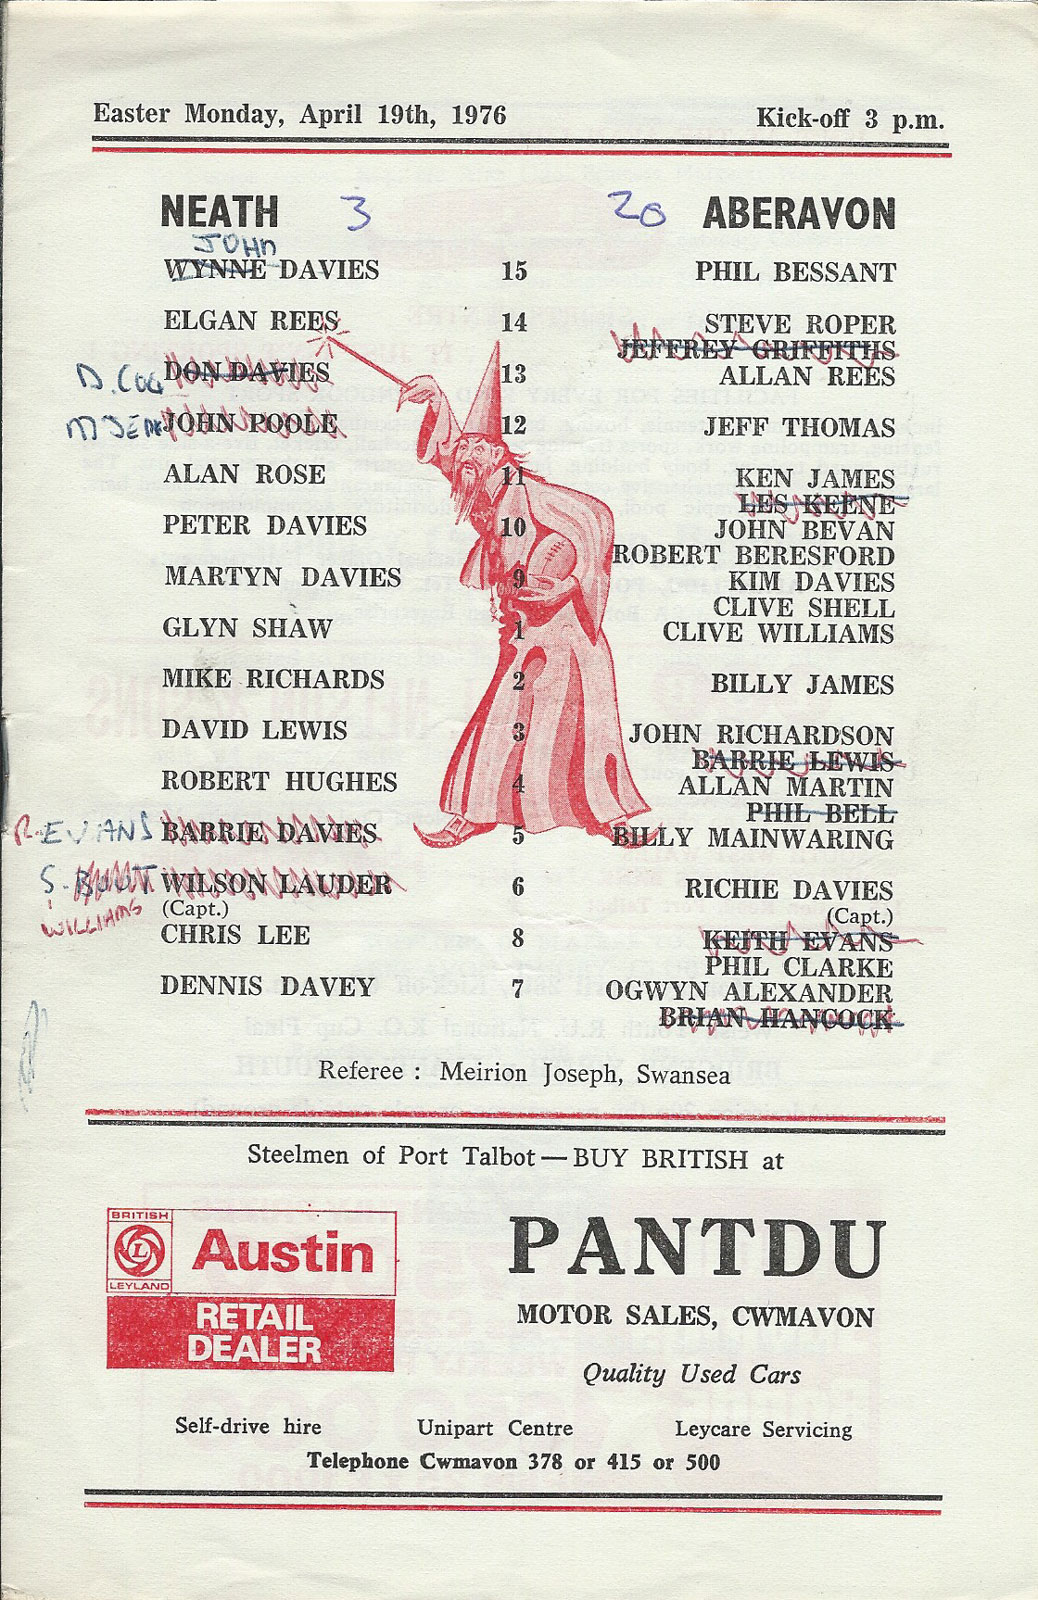 Easter Monday, April 19th, 1976 Kick-off 3 p.m.
NEATH 3 20 ABERAVON
JOHN
WYNNE DAVIES 15 PHIL BESSANT
ELGAN REES 14 STEVE ROPER
JEFFREY GRIFFITHS
D. COG DON DAVIES 13 ALLAN REES
JOHN POOLE 12 JEFF THOMAS
ALAN ROSE 11 KEN JAMES
LES KEENE
PETER DAVIES 10 JOHN BEVAN
ROBERT BERESFORD
MARTYN DAVIES 9 KIM DAVIES
CLIVE SHELL
GLYN SHAW 1 CLIVE WILLIAMS
MIKE RICHARDS 2 BILLY JAMES
DAVID LEWIS 3 JOHN RICHARDSON
BARRIE LEWIS
ROBERT HUGHES 4 ALLAN MARTIN
PHIL BELL
R. EVANS BARRIE DAVIES 5 BILLY MAINWARING
S. WILSON LAUDER 6 RICHIE DAVIES
WILLIAMS (Capt.) (Capt.)
CHRIS LEE 8 KEITH EVANS
PHIL CLARKE
DENNIS DAVEY 7 OGWYN ALEXANDER
BRIAN HANCOCK
Referee : Meirion Joseph, Swansea
Steelmen of Port Talbot — BUY BRITISH at
BRITISH
L
LEYLAND
Austin
RETAIL
DEALER
PANTDU
MOTOR SALES, CWMAVON
Quality Used Cars
Self-drive hire Unipart Centre Leycare Servicing
Telephone Cwmavon 378 or 415 or 500